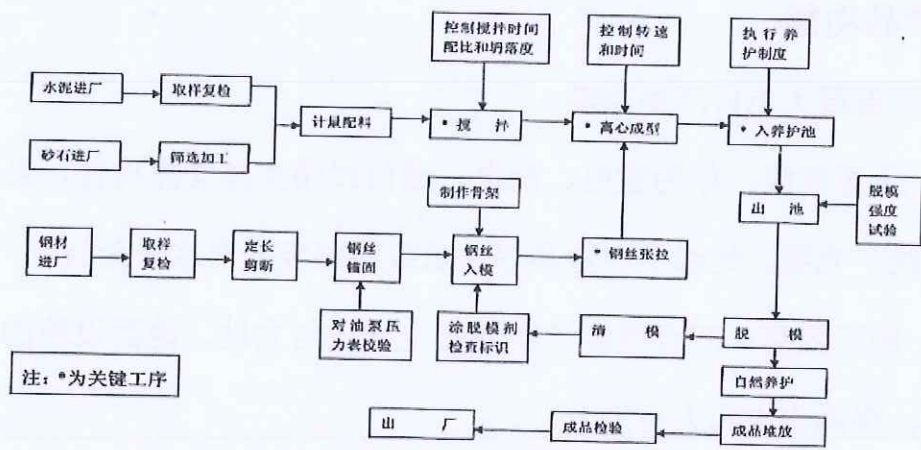 控制搅拌时间
配比和坍落度
控制转速
和时间
执行养
护制度
水泥进厂
取样复检
计量配料
*搅 拌
*离心成型
*入养护池
砂石进厂
筛选加工
制作骨架
山 池
脱模
强度
试验
钢材
进厂
取样
复检
定长
剪断
钢丝
锚固
钢丝
入模
*钢丝张拉
对油泵压
力表校验
涂脱模剂
检查标识
清 模
脱 模
注：*为关键工序
自然养护
山 厂
成品检验
成品堆放